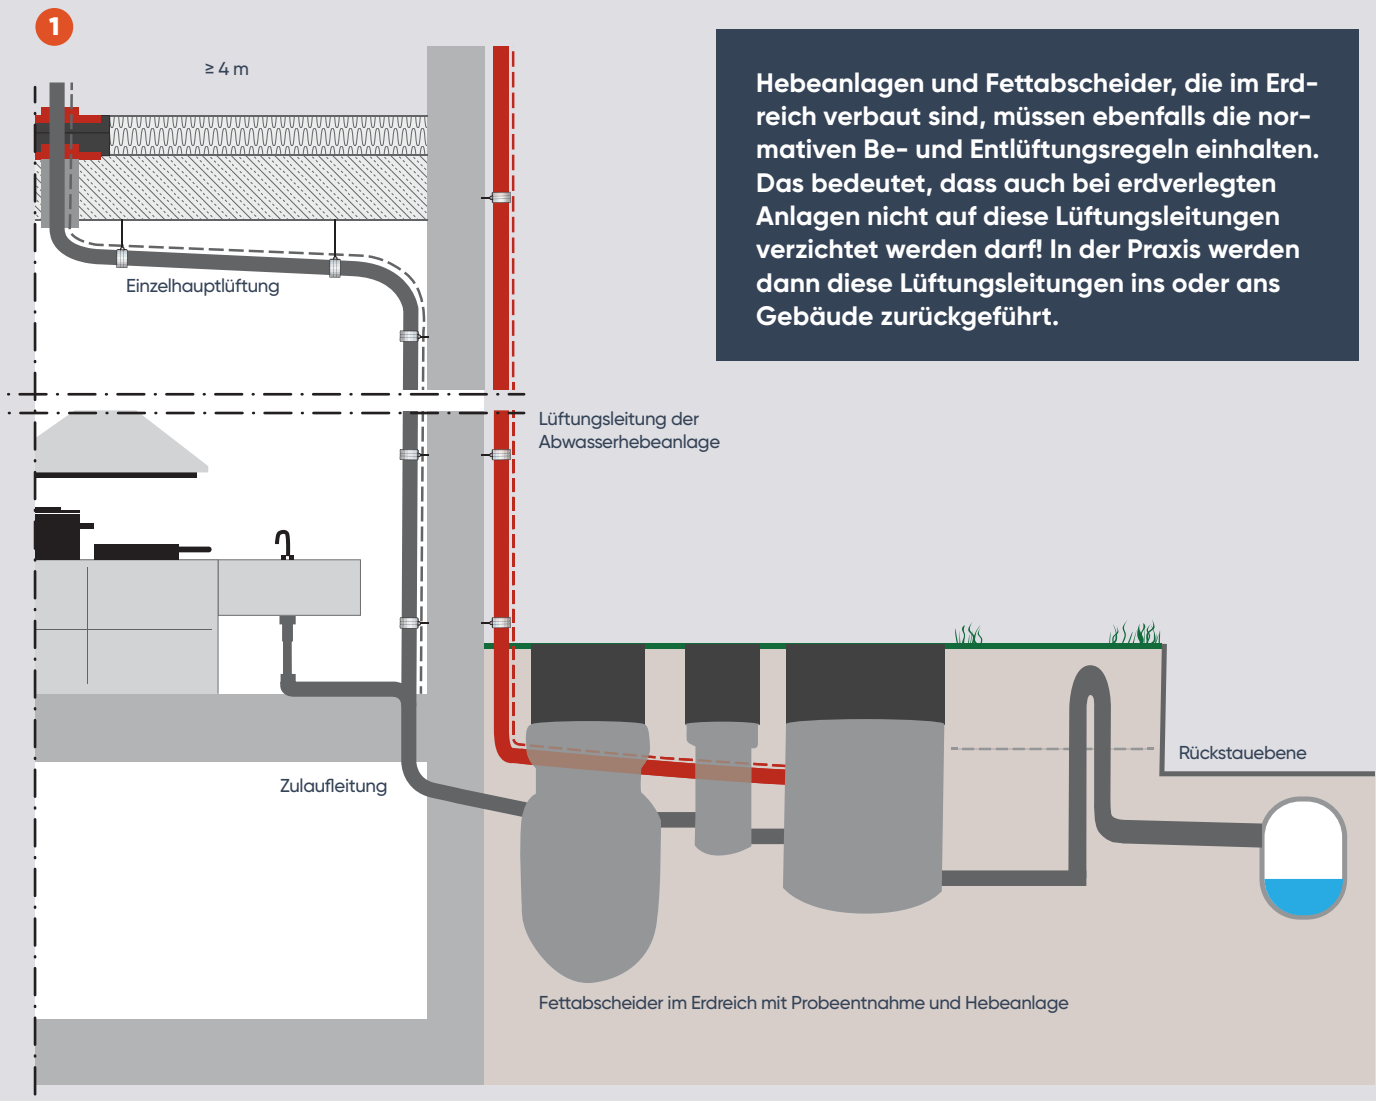 1
≥ 4 m
Hebeanlagen und Fettabscheider, die im Erd-
reich verbaut sind, müssen ebenfalls die nor-
mativen Be- und Entlüftungsregeln einhalten.
Das bedeutet, dass auch bei erdverlegten
Anlagen nicht auf diese Lüftungsleitungen
verzichtet werden darf! In der Praxis werden
dann diese Lüftungsleitungen ins oder ans
Gebäude zurückgeführt.
Einzelhauptlüftung
Lüftungsleitung der
Abwasserhebeanlage
Rückstauebene
Zulaufleitung
Fettabscheider im Erdreich mit Probeentnahme und Hebeanlage